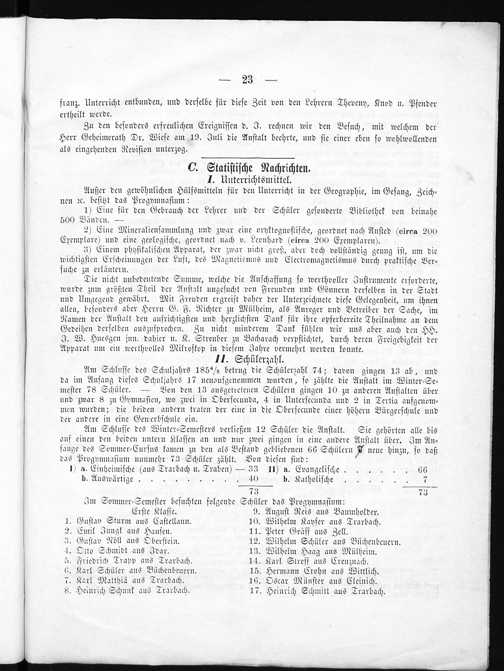 — 23 —
franz. Unterricht entbunden, und derselbe für diese Zeit von den Lehrern Theveny, Knod u. Pfender
ertheilt werde.
Zu den besonders erfreulichen Ereignissen d. J. rechnen wir den Besuch, mit welchem der
Herr Geheimerath Dr. Wiese am 19. Juli die Anstalt beehrte, und sie einer eben so wohlwollenden
als eingehenden Revision unterzog.
C. Statistische Nachrichten.
I. Unterrichtsmittel.
Außer den gewöhnlichen Hülfsmitteln für den Unterricht in der Geographie, im Gesang, Zeich-
nen ꝛc. besitzt das Progymnasium:
1) Eine für den Gebrauch der Lehrer und der Schüler gesonderte Bibliothek von beinahe
500 Bänden. —
2) Eine Mineraliensammlung und zwar eine oryktognostische, geordnet nach Ansted (circa 200
Exemplare) und eine geologische, geordnet nach v. Leonhard (circa 200 Exemplaren).
3) Einen physikalischen Apparat, der zwar nicht groß, aber doch vollständig genug ist, um die
wichtigsten Erscheinungen der Luft, des Magnetismus und Electromagnetismus durch praktische Ver-
suche zu erläutern.
Die nicht unbedeutende Summe, welche die Anschaffung so werthvoller Instrumente erforderte,
wurde zum größten Theil der Anstalt ungesucht von Freunden und Gönnern derselben in der Stadt
und Umgegend gewährt. Mit Freuden ergreift daher der Unterzeichnete diese Gelegenheit, um ihnen
allen, besonders aber Herrn G. F. Richter zu Mülheim, als Anreger und Betreiber der Sache, im
Namen der Anstalt den aufrichtigsten und herzlichsten Dank für ihre opferbereite Theilnahme an dem
Gedeihen derselben auszusprechen. Zu nicht minderem Dank fühlen wir uns aber auch den HH.
J. W. Huesgen jun. dahier u. K. Streuber zu Bacharach verpflichtet, durch deren Freigebigkeit der
Apparat um ein werthvolles Mikroskop in diesem Jahre vermehrt werden konnte.
II. Schülerzahl.
Am Schlusse des Schuljahrs 185⁴/₅ betrug die Schülerzahl 74; davon gingen 13 ab, und
da im Anfang dieses Schuljahrs 17 neuaufgenommen wurden, so zählte die Anstalt im Winter-Se-
mester 78 Schüler. — Von den 13 ausgetretenen Schülern gingen 10 zu anderen Anstalten über
und zwar 8 zu Gymnasien, wo zwei in Obersecunda, 4 in Untersecunda und 2 in Tertia aufgenom-
men wurden; die beiden andern traten der eine in die Obersecunde einer höhern Bürgerschule und
der andere in eine Gewerbschule ein.
Am Schlusse des Winter-Semesters verließen 12 Schüler die Anstalt. Sie gehörten alle bis
auf einen den beiden untern Klassen an und nur zwei gingen in eine andere Anstalt über. Im An-
fange des Sommer-Cursus kamen zu den als Bestand gebliebenen 66 Schülern 7 neue hinzu, so daß
das Progymnasium nunmehr 73 Schüler zählt. Von diesen sind:
I) a. Einheimische (aus Trarbach u. Traben) — 33 II) a. Evangelische . . . . . . 66
b. Auswärtige . . . . . . . . 40 b. Katholische . . . . . . 7
73 73
Im Sommer-Semester besuchten folgende Schüler das Progymnasium:
Erste Klasse.
1. Gustav Sturm aus Castellaun.
2. Emil Jungk aus Hausen.
3. Gustav Nöll aus Oberstein.
4. Otto Schmidt aus Idar.
5. Friedrich Trapp aus Trarbach.
6. Karl Schüler aus Büchenbeuern.
7. Karl Matthiä aus Trarbach.
8. Heinrich Schunk aus Trarbach.
9. August Reis aus Baumholder.
10. Wilhelm Kayser aus Trarbach.
11. Peter Gräff aus Zell.
12. Wilhelm Schüler aus Büchenbeuern.
13. Wilhelm Haag aus Mülheim.
14. Karl Streff aus Creuznach.
15. Hermann Crohn aus Wittlich.
16. Oscar Münster aus Cleinich.
17. Heinrich Schmitt aus Trarbach.